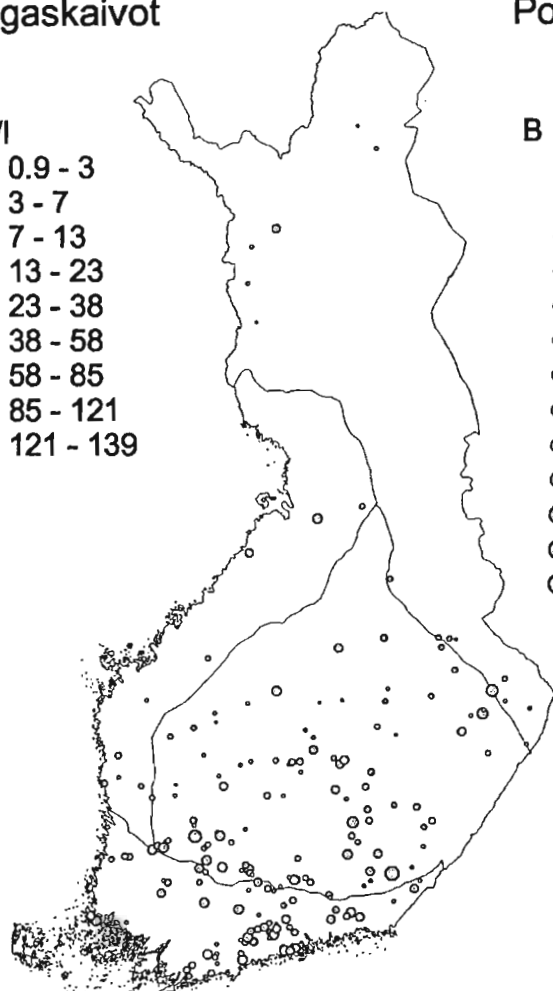 gaskaivot
Po
/l
B
0.9 - 3
3 - 7
7 - 13
13 - 23
23 - 38
38 - 58
58 - 85
85 - 121
121 - 139